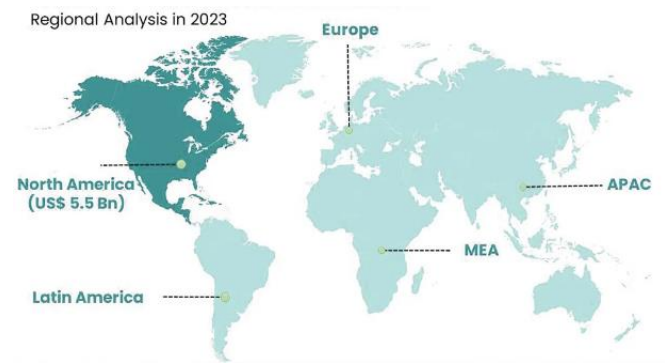 Regional Analysis in 2023
Europe
North America
(US$ 5.5 Bn)
APAC
MEA
Latin America